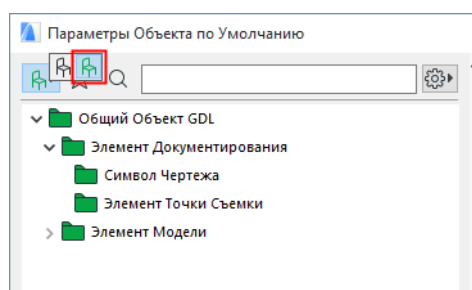 Параметры Объекта по Умолчанию
Общий Объект GDL
Элемент Документирования
Символ Чертежа
Элемент Точки Съемки
Элемент Модели